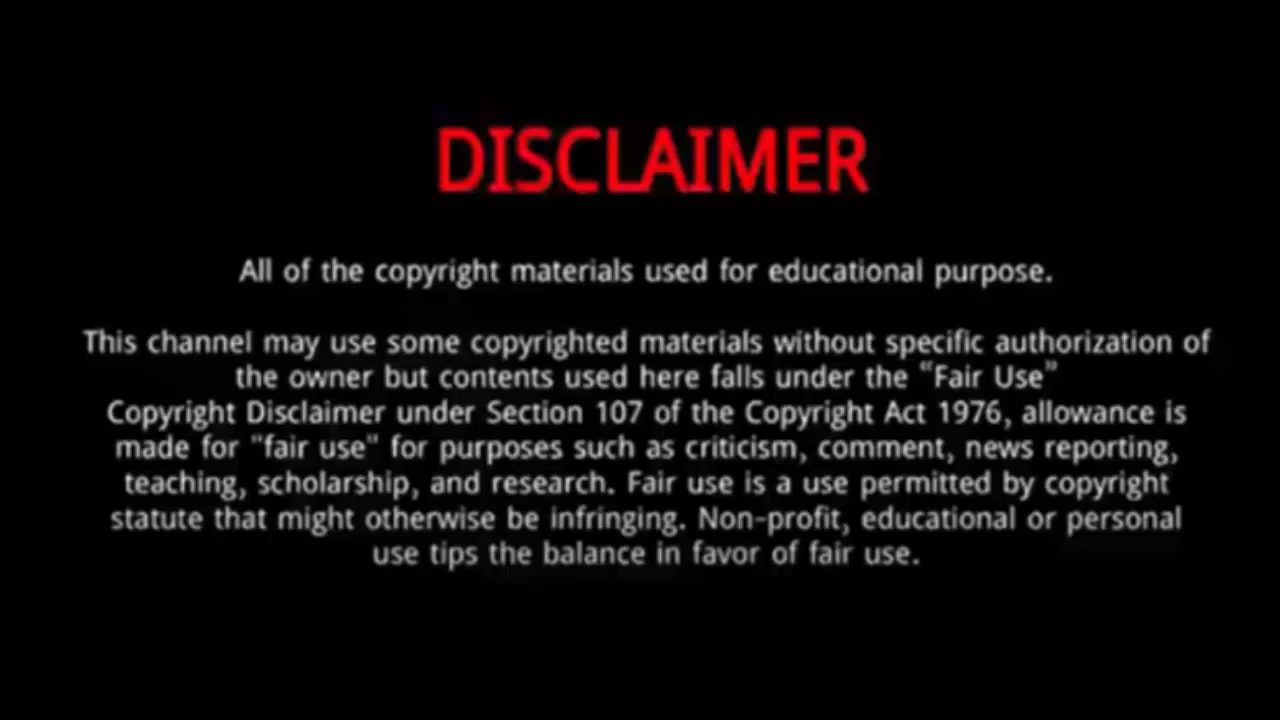 DISCLAIMER
All of the copyright materials used for educational purpose.
This channel may use some copyrighted materials without specific authorization of
the owner but contents used here falls under the “Fair Use”
Copyright Disclaimer under Section 107 of the Copyright Act 1976, allowance is
made for "fair use" for purposes such as criticism, comment, news reporting,
teaching, scholarship, and research. Fair use is a use permitted by copyright
statute that might otherwise be infringing. Non-profit, educational or personal
use tips the balance in favor of fair use.